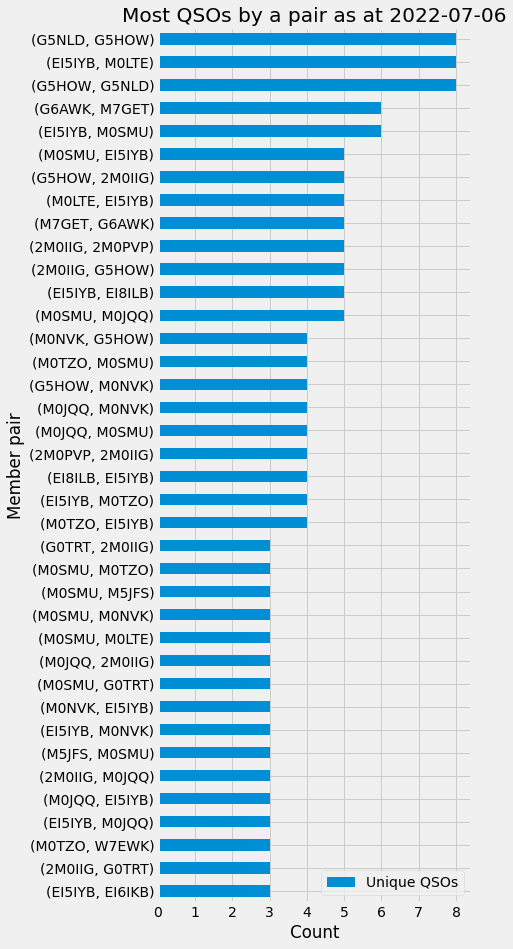 Most QSOs by a pair as at 2022-07-06
(G5NLD, G5HOW)
(EI5IYB, M0LTE)
(G5HOW, G5NLD)
(G6AWK, M7GET)
(EI5IYB, M0SMU)
(M0SMU, EI5IYB)
(G5HOW, 2M0IIG)
(M0LTE, EI5IYB)
(M7GET, G6AWK)
(2M0IIG, 2M0PVP)
(2M0IIG, G5HOW)
(EI5IYB, EI8ILB)
(M0SMU, M0JQQ)
(M0NVK, G5HOW)
(M0TZO, M0SMU)
(G5HOW, M0NVK)
(M0JQQ, M0NVK)
(M0JQQ, M0SMU)
(2M0PVP, 2M0IIG)
(EI8ILB, EI5IYB)
(EI5IYB, M0TZO)
(M0TZO, EI5IYB)
(G0TRT, 2M0IIG)
(M0SMU, M0TZO)
(M0SMU, M5JFS)
(M0SMU, M0NVK)
(M0SMU, M0LTE)
(M0JQQ, 2M0IIG)
(M0SMU, G0TRT)
(M0NVK, EI5IYB)
(EI5IYB, M0NVK)
(M5JFS, M0SMU)
(2M0IIG, M0JQQ)
(M0JQQ, EI5IYB)
(EI5IYB, M0JQQ)
(M0TZO, W7EWK)
(2M0IIG, G0TRT)
(EI5IYB, EI6IKB)
Member pair
Unique QSOs
0 1 2 3 4 5 6 7 8
Count